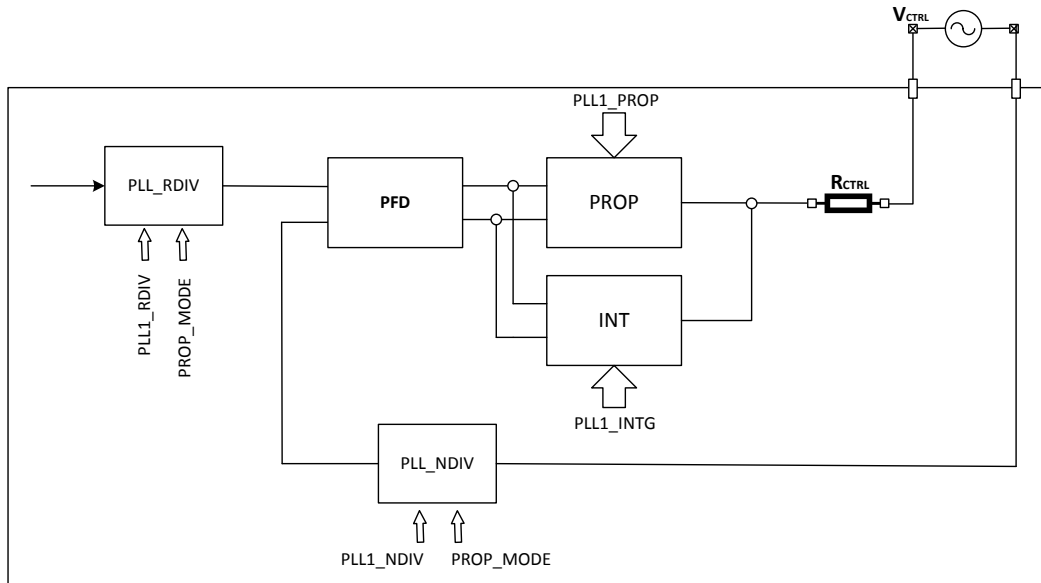 VCTRL
PLL1_PROP
PLL_RDIV
PFD
PROP
RCTRL
PLL1_RDIV
PROP_MODE
INT
PLL1_INTG
PLL_NDIV
PLL1_NDIV
PROP_MODE